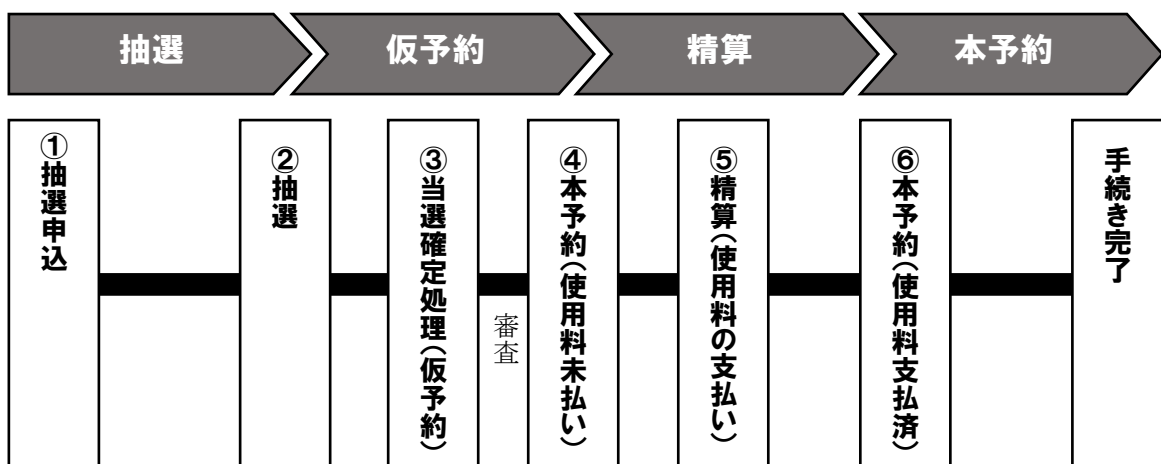 抽選
仮予約
精算
本予約
①抽選申込
②抽選
③当選確定処理（仮予約）
審査
④本予約（使用料未払い）
⑤精算（使用料の支払い）
⑥本予約（使用料支払済）
手続き完了